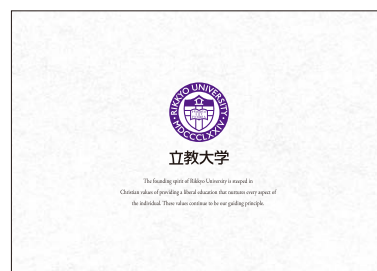 RIKKYO UNIVERSITY
MDCCCLXXIV
立教大学
The founding spirit of Rikkyo University is steeped in
Christian values of providing a liberal education that nurtures every aspect of
the individual. These values continue to be our guiding principle.